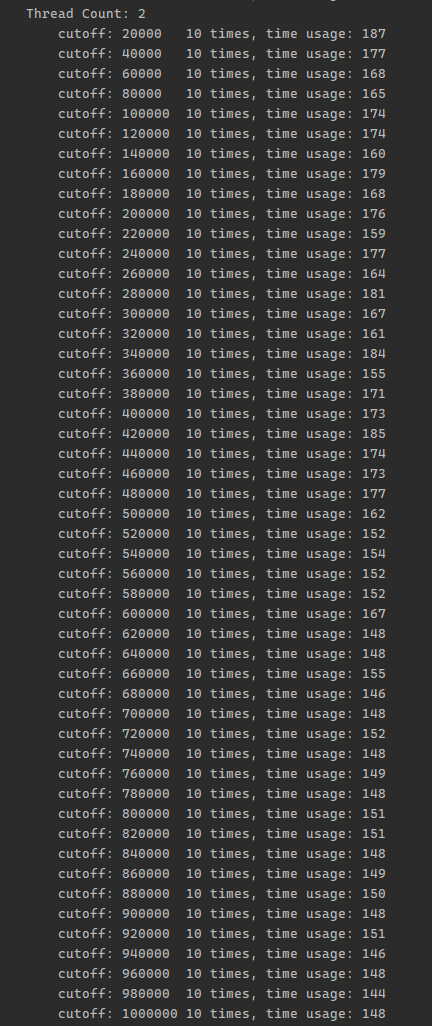 Thread Count: 2
cutoff: 20000 10 times, time usage: 187
cutoff: 40000 10 times, time usage: 177
cutoff: 60000 10 times, time usage: 168
cutoff: 80000 10 times, time usage: 165
cutoff: 100000 10 times, time usage: 174
cutoff: 120000 10 times, time usage: 174
cutoff: 140000 10 times, time usage: 160
cutoff: 160000 10 times, time usage: 179
cutoff: 180000 10 times, time usage: 168
cutoff: 200000 10 times, time usage: 176
cutoff: 220000 10 times, time usage: 159
cutoff: 240000 10 times, time usage: 177
cutoff: 260000 10 times, time usage: 164
cutoff: 280000 10 times, time usage: 181
cutoff: 300000 10 times, time usage: 167
cutoff: 320000 10 times, time usage: 161
cutoff: 340000 10 times, time usage: 184
cutoff: 360000 10 times, time usage: 155
cutoff: 380000 10 times, time usage: 171
cutoff: 400000 10 times, time usage: 173
cutoff: 420000 10 times, time usage: 185
cutoff: 440000 10 times, time usage: 174
cutoff: 460000 10 times, time usage: 173
cutoff: 480000 10 times, time usage: 177
cutoff: 500000 10 times, time usage: 162
cutoff: 520000 10 times, time usage: 152
cutoff: 540000 10 times, time usage: 154
cutoff: 560000 10 times, time usage: 152
cutoff: 580000 10 times, time usage: 152
cutoff: 600000 10 times, time usage: 167
cutoff: 620000 10 times, time usage: 148
cutoff: 640000 10 times, time usage: 148
cutoff: 660000 10 times, time usage: 155
cutoff: 680000 10 times, time usage: 146
cutoff: 700000 10 times, time usage: 148
cutoff: 720000 10 times, time usage: 152
cutoff: 740000 10 times, time usage: 148
cutoff: 760000 10 times, time usage: 149
cutoff: 780000 10 times, time usage: 148
cutoff: 800000 10 times, time usage: 151
cutoff: 820000 10 times, time usage: 151
cutoff: 840000 10 times, time usage: 148
cutoff: 860000 10 times, time usage: 149
cutoff: 880000 10 times, time usage: 150
cutoff: 900000 10 times, time usage: 148
cutoff: 920000 10 times, time usage: 151
cutoff: 940000 10 times, time usage: 146
cutoff: 960000 10 times, time usage: 148
cutoff: 980000 10 times, time usage: 144
cutoff: 1000000 10 times, time usage: 148